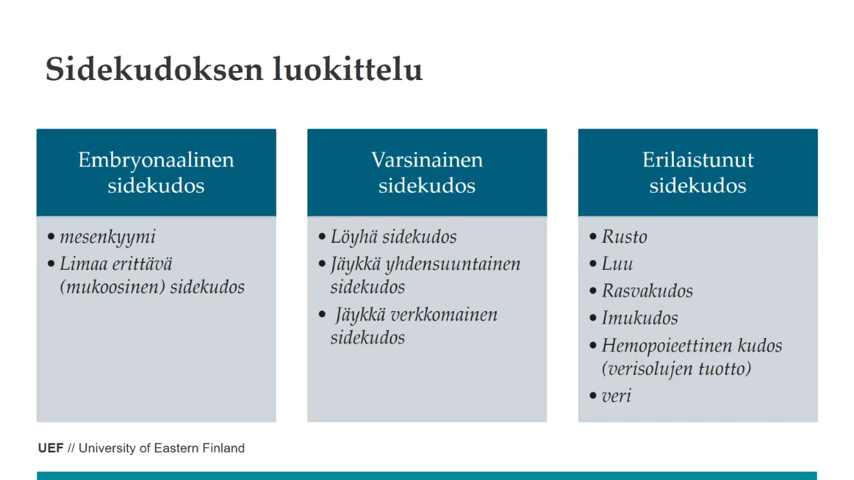 Sidekudoksen luokittelu
Embryonaalinen
sidekudos
• mesenkyymi
• Limaa erittävä
(mukoosinen) sidekudos
Varsinainen
sidekudos
• Löyhä sidekudos
• Jäykkä yhdensuuntainen
sidekudos
• Jäykkä verkkomainen
sidekudos
Erilaistunut
sidekudos
• Rusto
• Luu
• Rasvakudos
• Imukudos
• Hemopoieettinen kudos
(verisolujen tuotto)
• veri
UEF // University of Eastern Finland